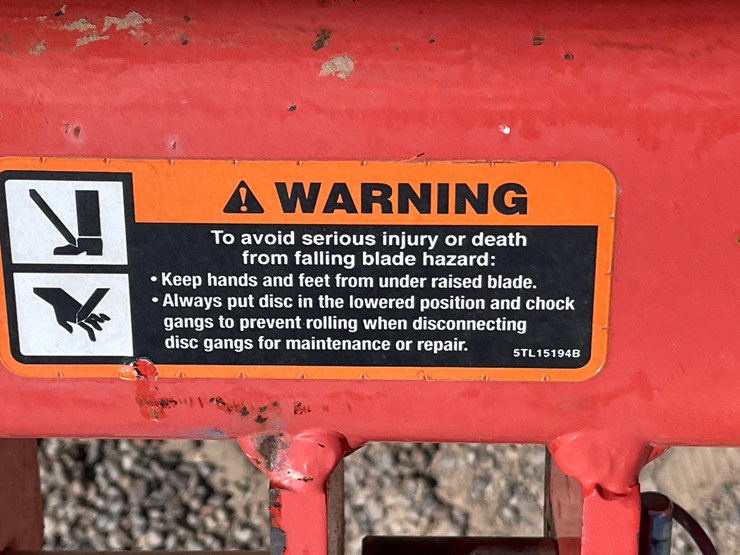 WARNING
To avoid serious injury or death
from falling blade hazard:
• Keep hands and feet from under raised blade.
• Always put disc in the lowered position and chock
gangs to prevent rolling when disconnecting
disc gangs for maintenance or repair.
5TL15194B